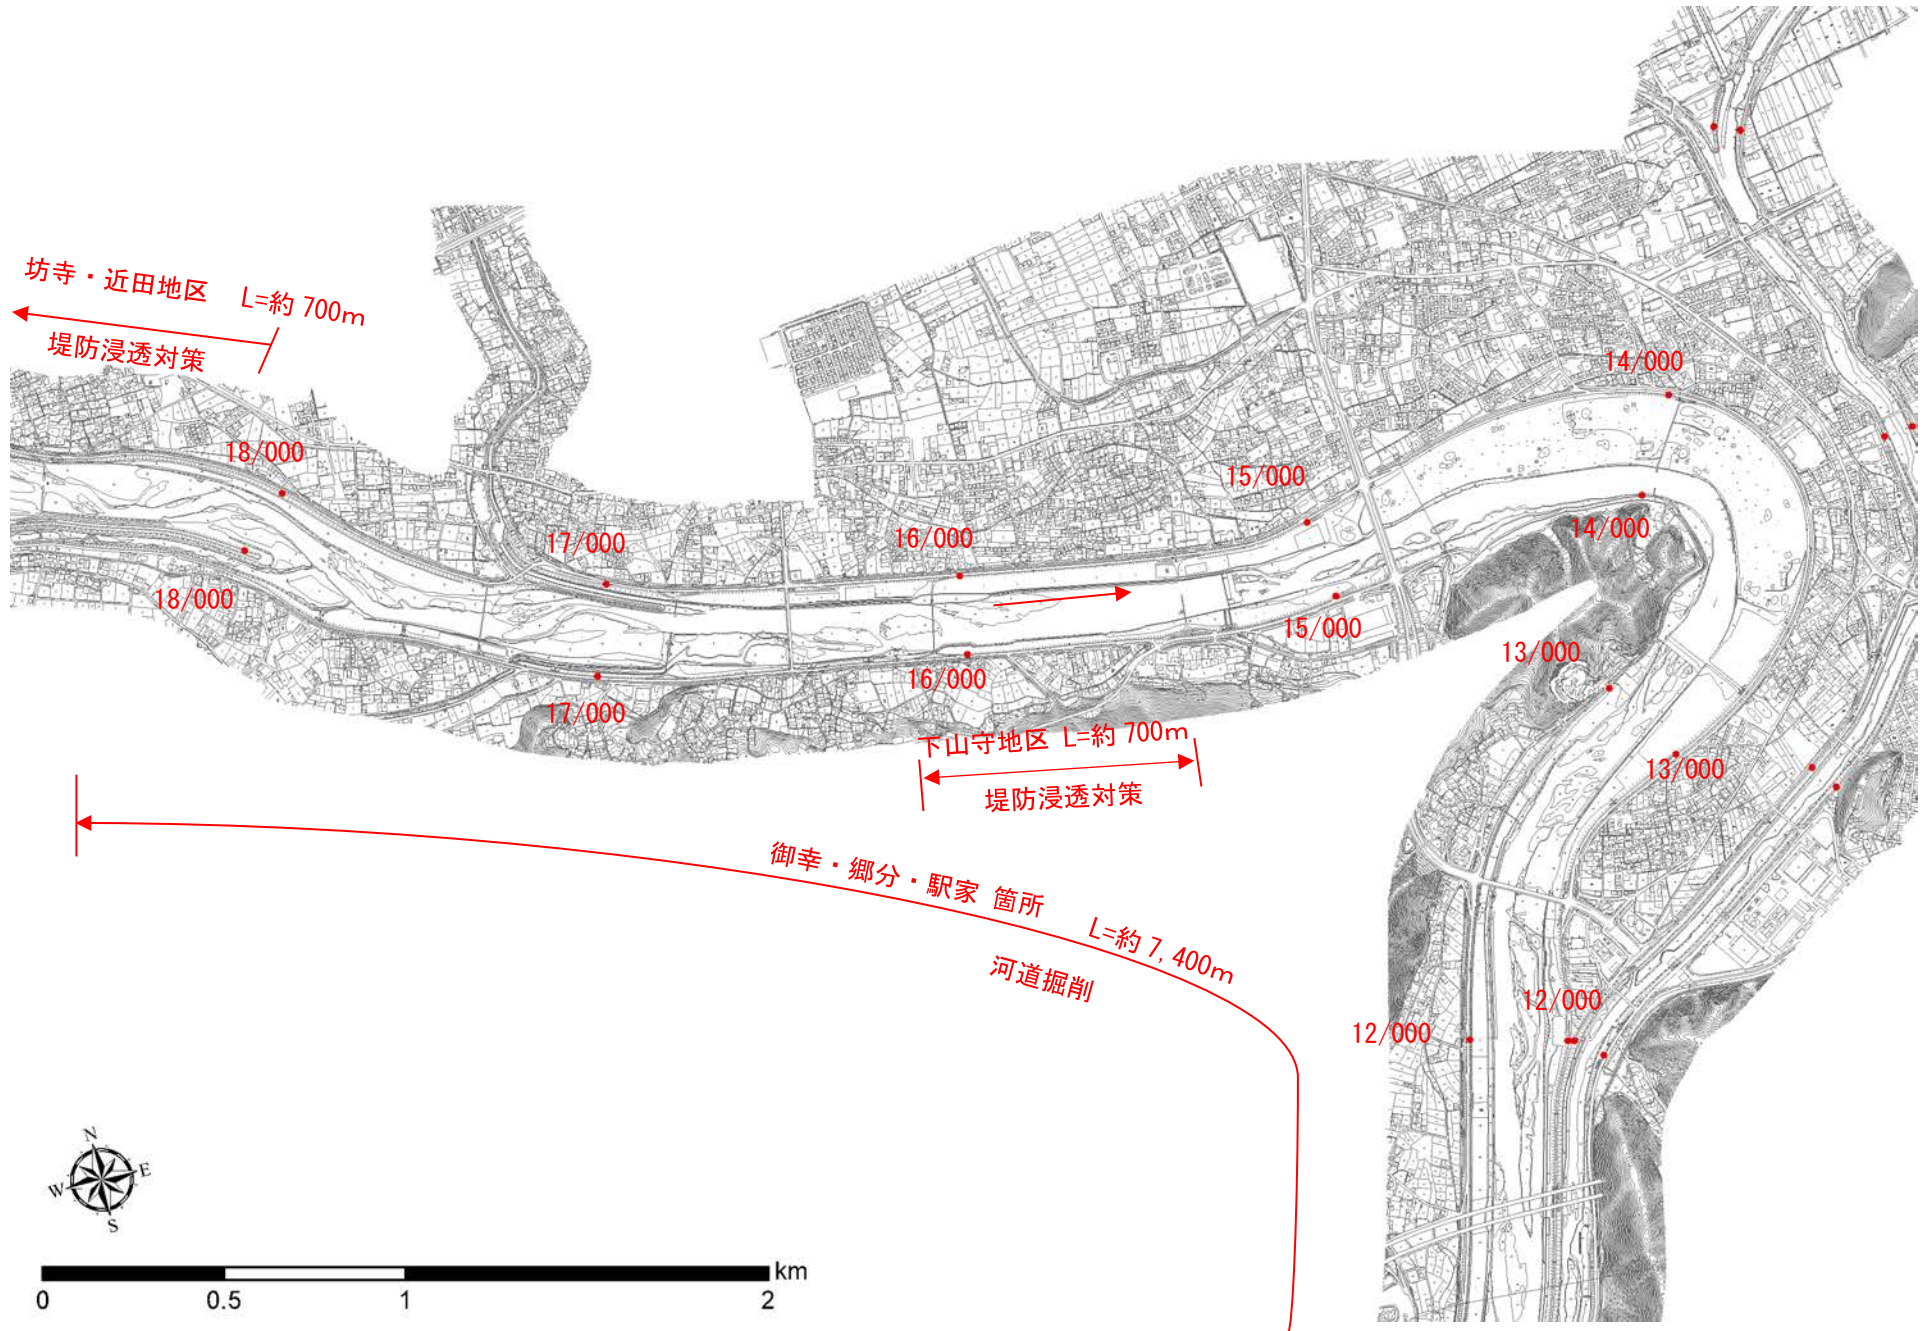 坊寺・近田地区 L=約 700m
堤防浸透対策
14/000
18/000
15/000
17/000
16/000
14/000
18/000
15/000
13/000
16/000
17/000
下山守地区 L=約 700m
13/000
堤防浸透対策
御幸・郷分・駅家 箇所 L=約 7,400m
河道掘削
12/000
12/000
N
W E
S
km
0 0.5 1 2